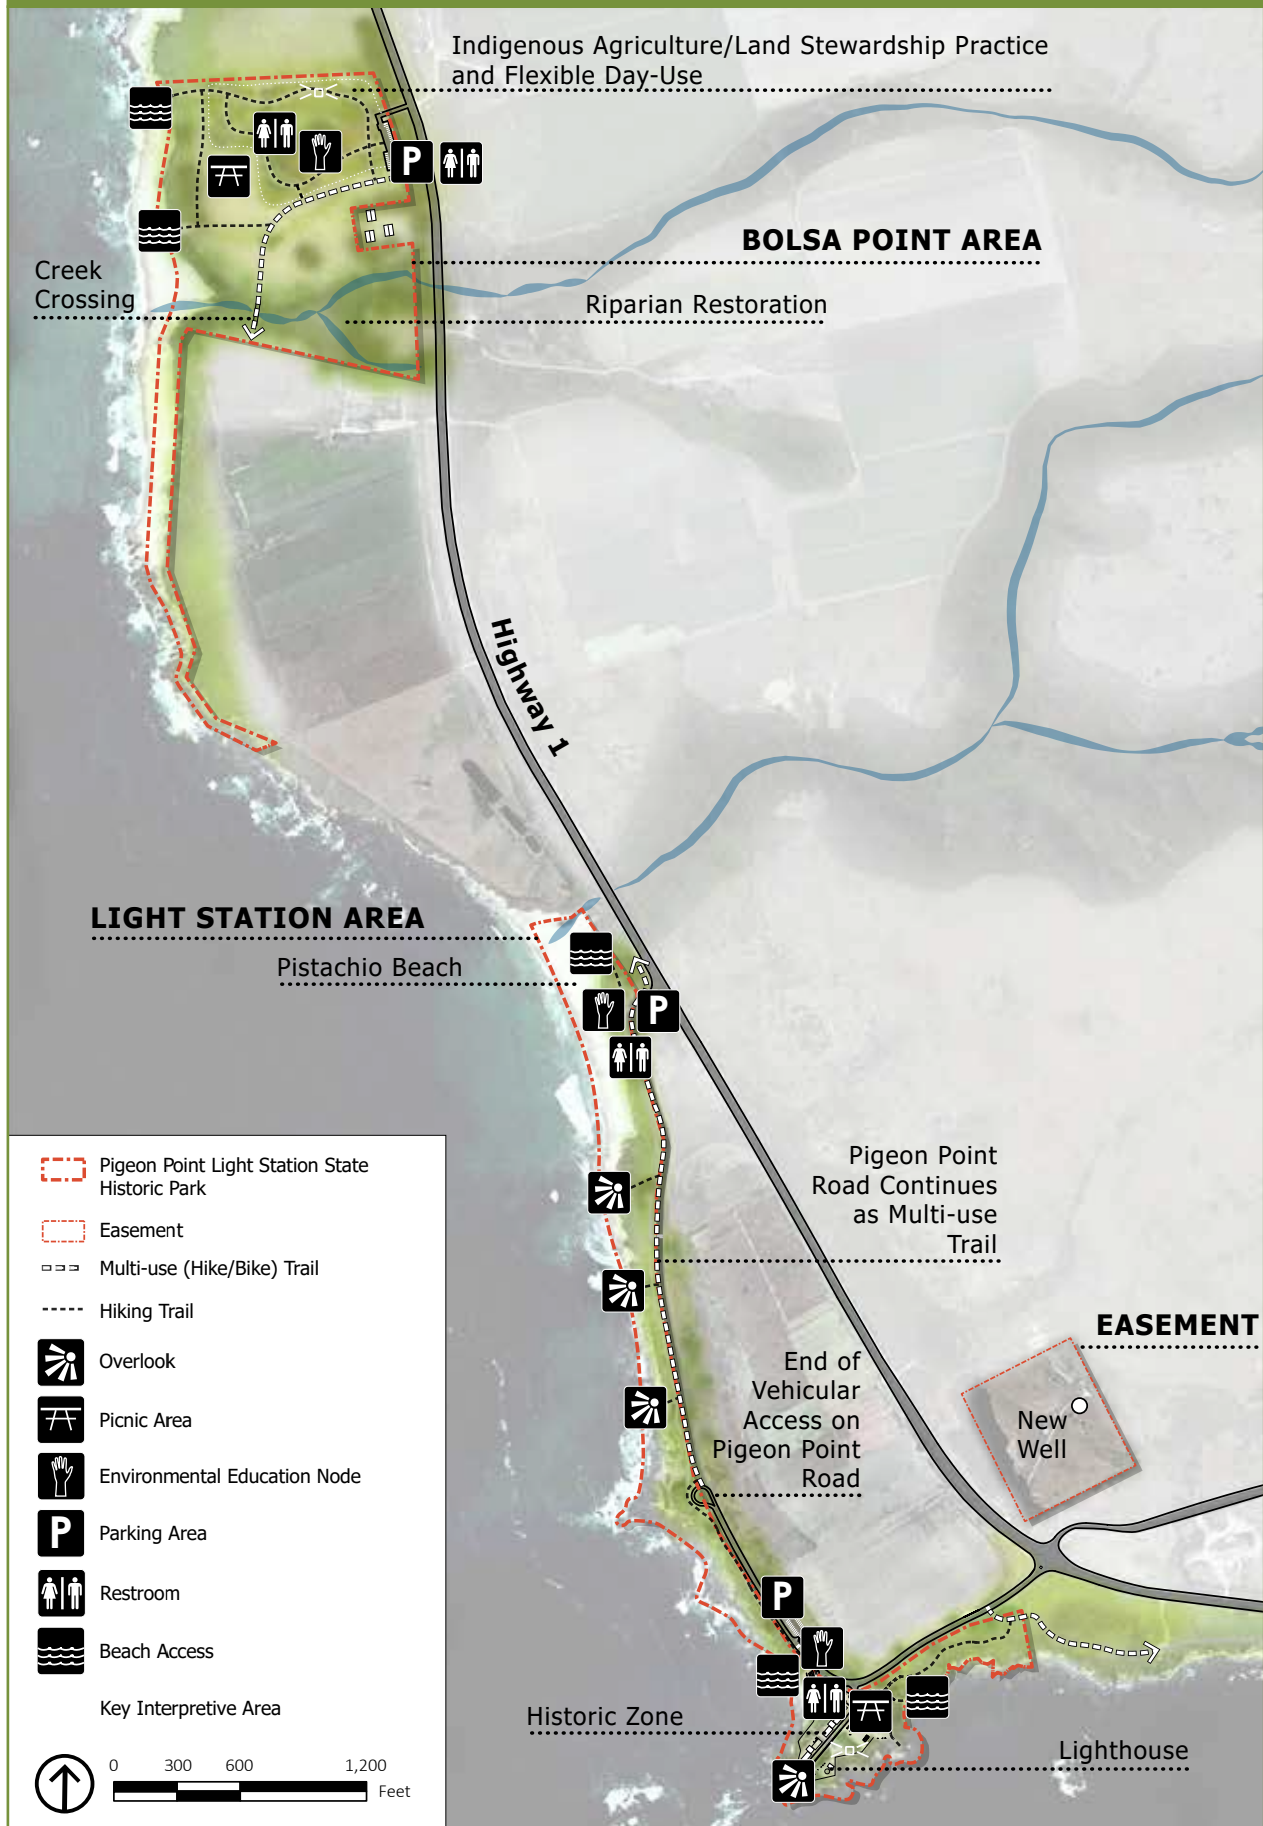 Indigenous Agriculture/Land Stewardship Practice
and Flexible Day-Use
P
BOLSA POINT AREA
Creek
Crossing
Riparian Restoration
Highway 1
LIGHT STATION AREA
Pistachio Beach
P
Pigeon Point
Road Continues
as Multi-use
Trail
EASEMENT
New
Well
End of
Vehicular
Access on
Pigeon Point
Road
P
Historic Zone
Lighthouse
Pigeon Point Light Station State
Historic Park
Easement
Multi-use (Hike/Bike) Trail
Hiking Trail
Overlook
Picnic Area
Environmental Education Node
P
Parking Area
Restroom
Beach Access
Key Interpretive Area
0 300 600 1,200
Feet